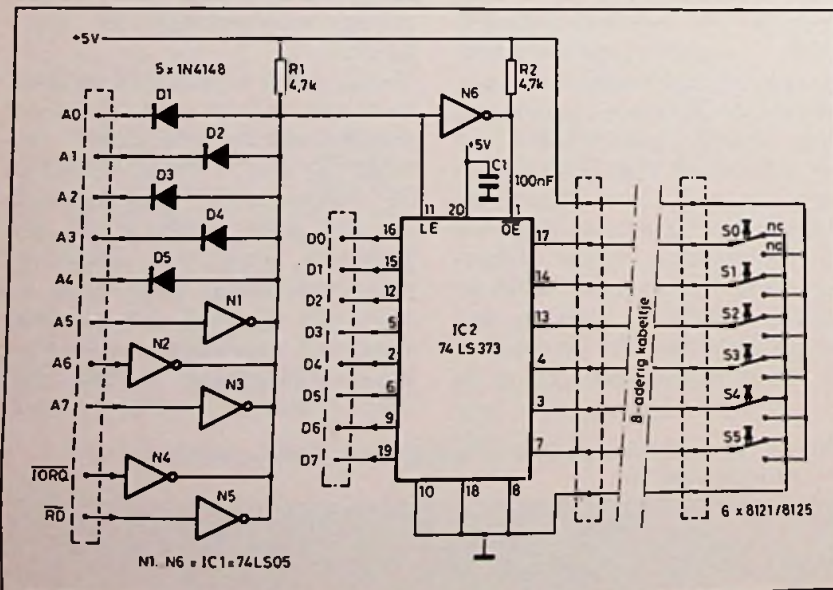 +5V
5 x 1N4148
R1
4,7k
R2
4,7k
D1
N6
A0
D2
+5V
A1
D3
C1
100nF
A2
D4
11
20
1
A3
LE
OE
D5
A4
D0
16
17
S0
nc
nc
D1
15
14
S1
A5
N1
D2
12
13
S2
N2
IC2
74 LS373
D3
5
A6
D4
2
4
S3
N3
A7
D5
6
3
S4
D6
9
D7
19
7
S5
8-aderig kabeltje
N4
IORQ
N5
10
18
8
RD
6 x 8121/8125
N1. N6 = IC1 = 74LS05